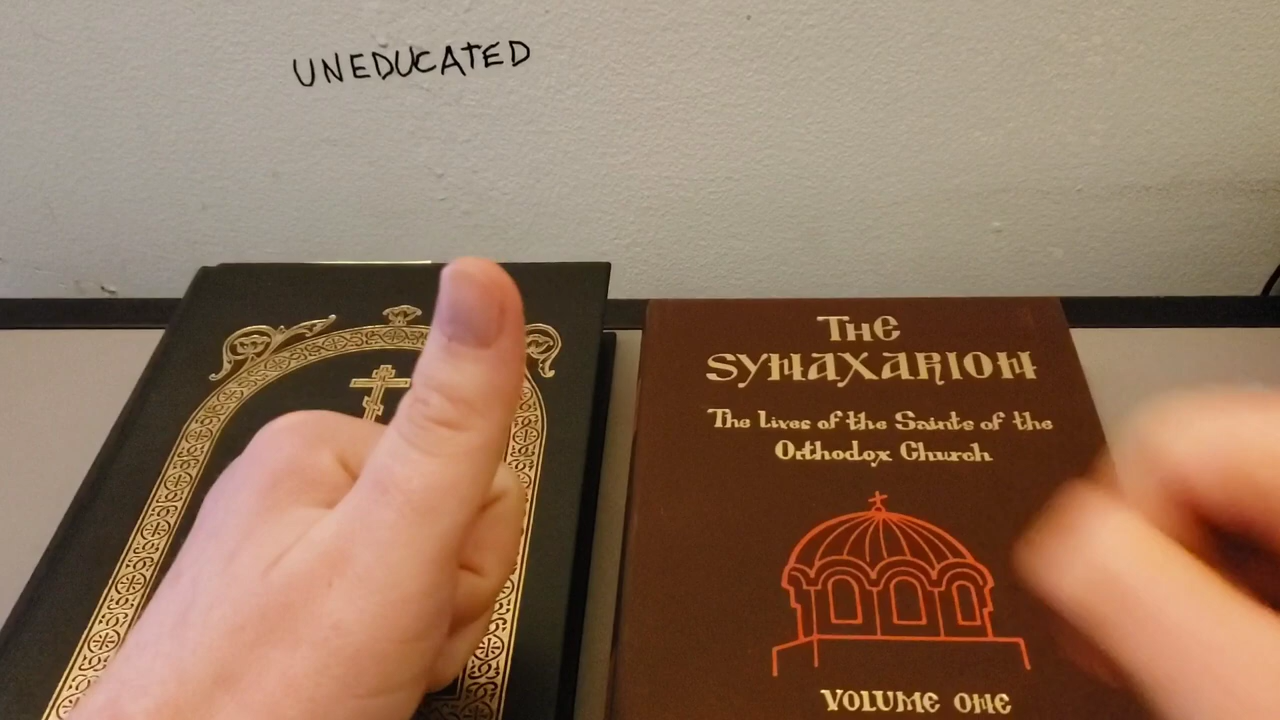 UNEDUCATED
THE
SYNAXARION
The Lives of the Saints of the
Orthodox Church
VOLUME ONE